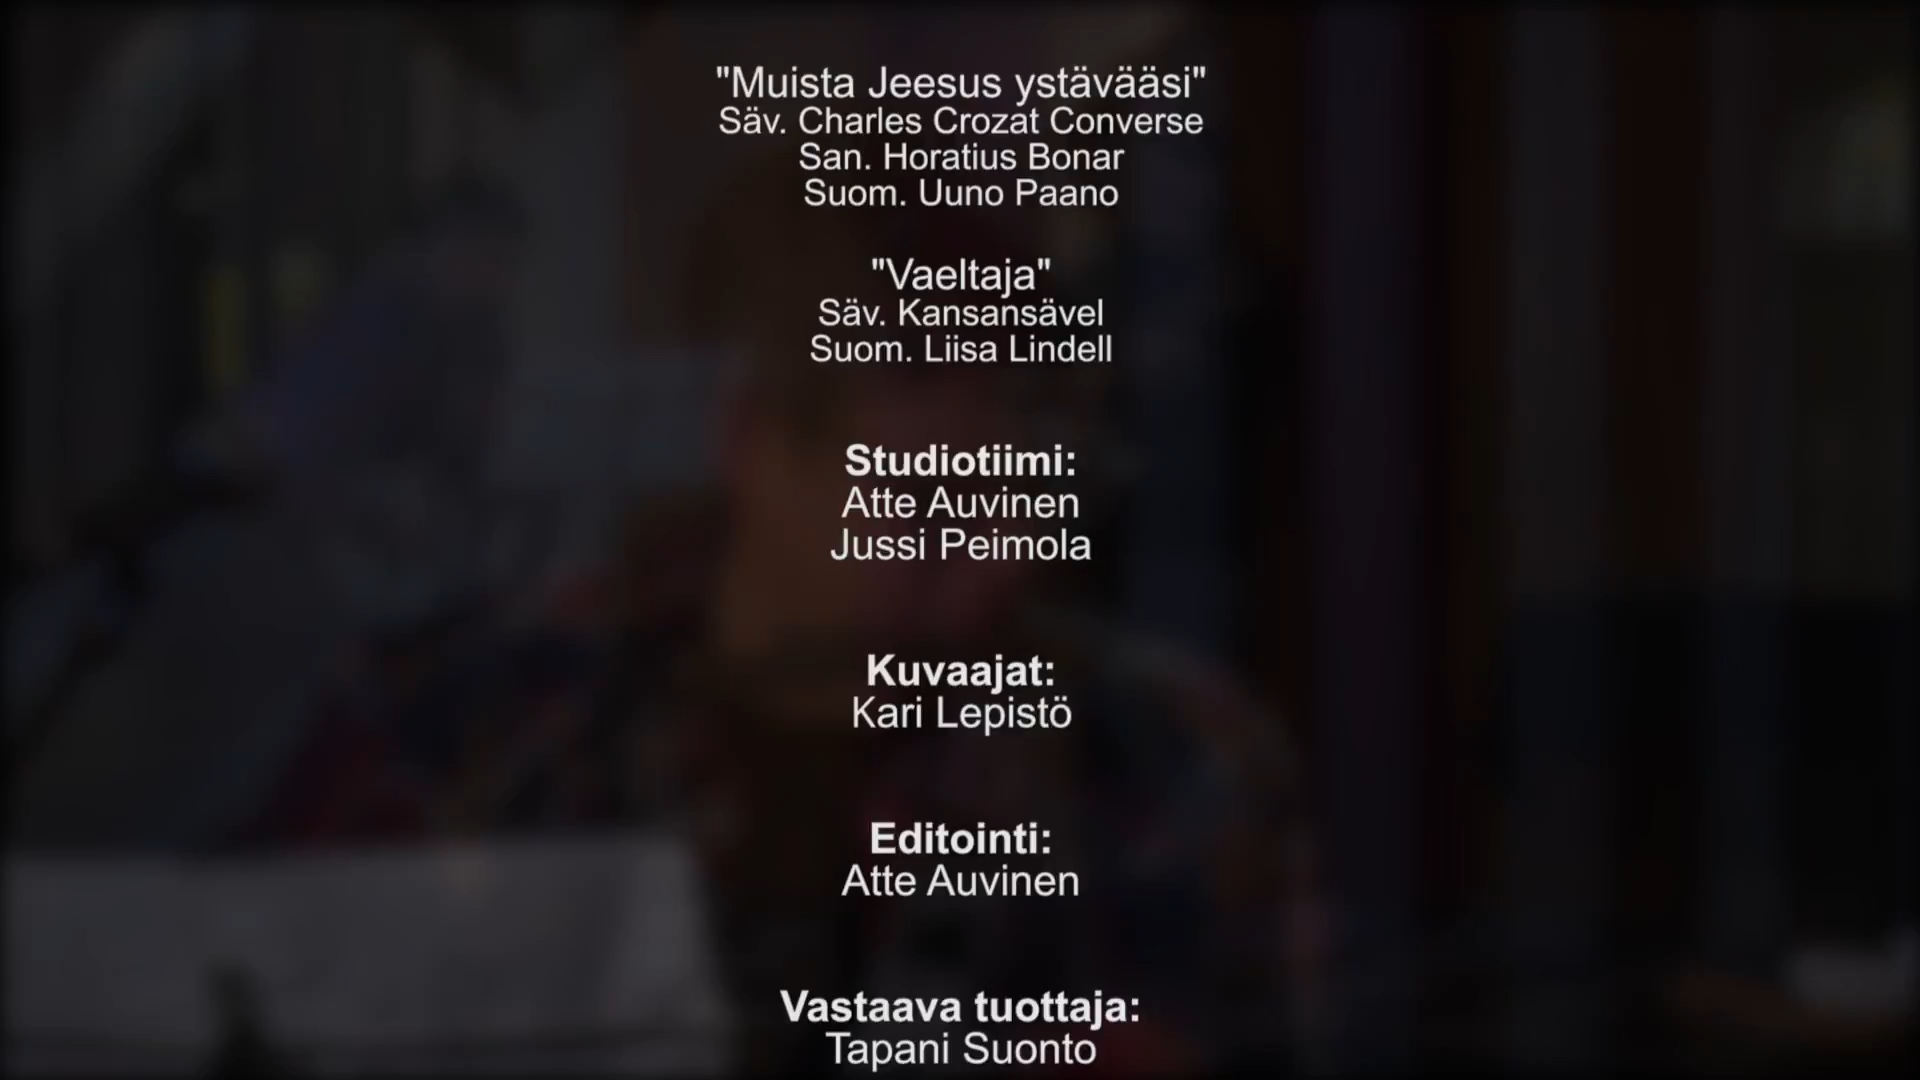 "Muista Jeesus ystävääsi"
Säv. Charles Crozat Converse
San. Horatius Bonar
Suom. Uuno Paano
"Vaeltaja"
Säv. Kansansävel
Suom. Liisa Lindell
Studiotiimi:
Atte Auvinen
Jussi Peimola
Kuvaajat:
Kari Lepistö
Editointi:
Atte Auvinen
Vastaava tuottaja:
Tapani Suonto